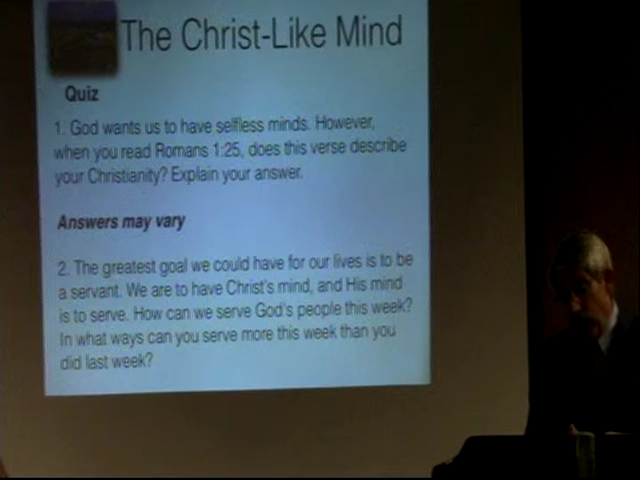 The Christ-Like Mind
Quiz
1. God wants us to have selfless minds. However,
when you read Romans 1:25, does this verse describe
your Christianity? Explain your answer.
Answers may vary
2. The greatest goal we could have for our lives is to be
a servant. We are to have Christ's mind, and His mind
is to serve. How can we serve God's people this week?
In what ways can you serve more this week than you
did last week?